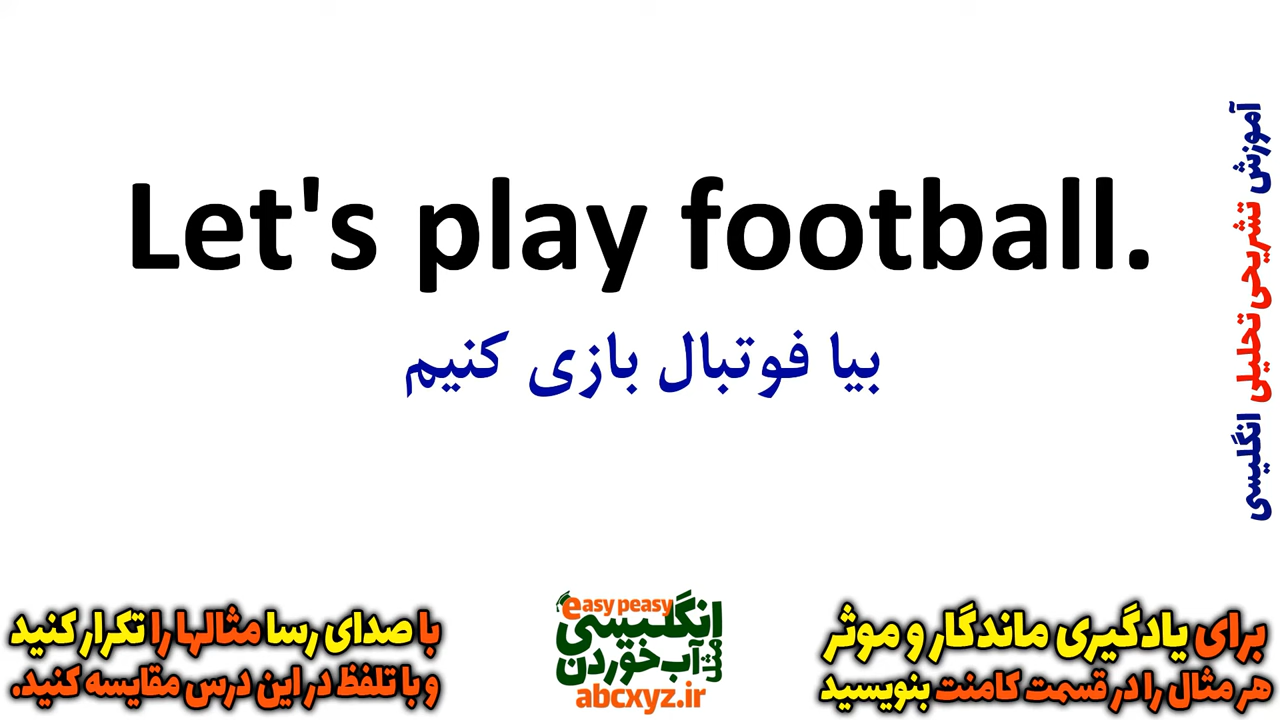 Let's play football.
بیا فوتبال بازی کنیم
آموزش تشریحی تحلیلی انگلیسی
برای یادگیری ماندگار و موثر
هر مثال را در قسمت کامنت بنویسید
easy peasy
انگلیسی
مثل آب خوردن
abcxyz.ir
با صدای رسا مثالها را تکرار کنید
و با تلفظ در این درس مقایسه کنید.